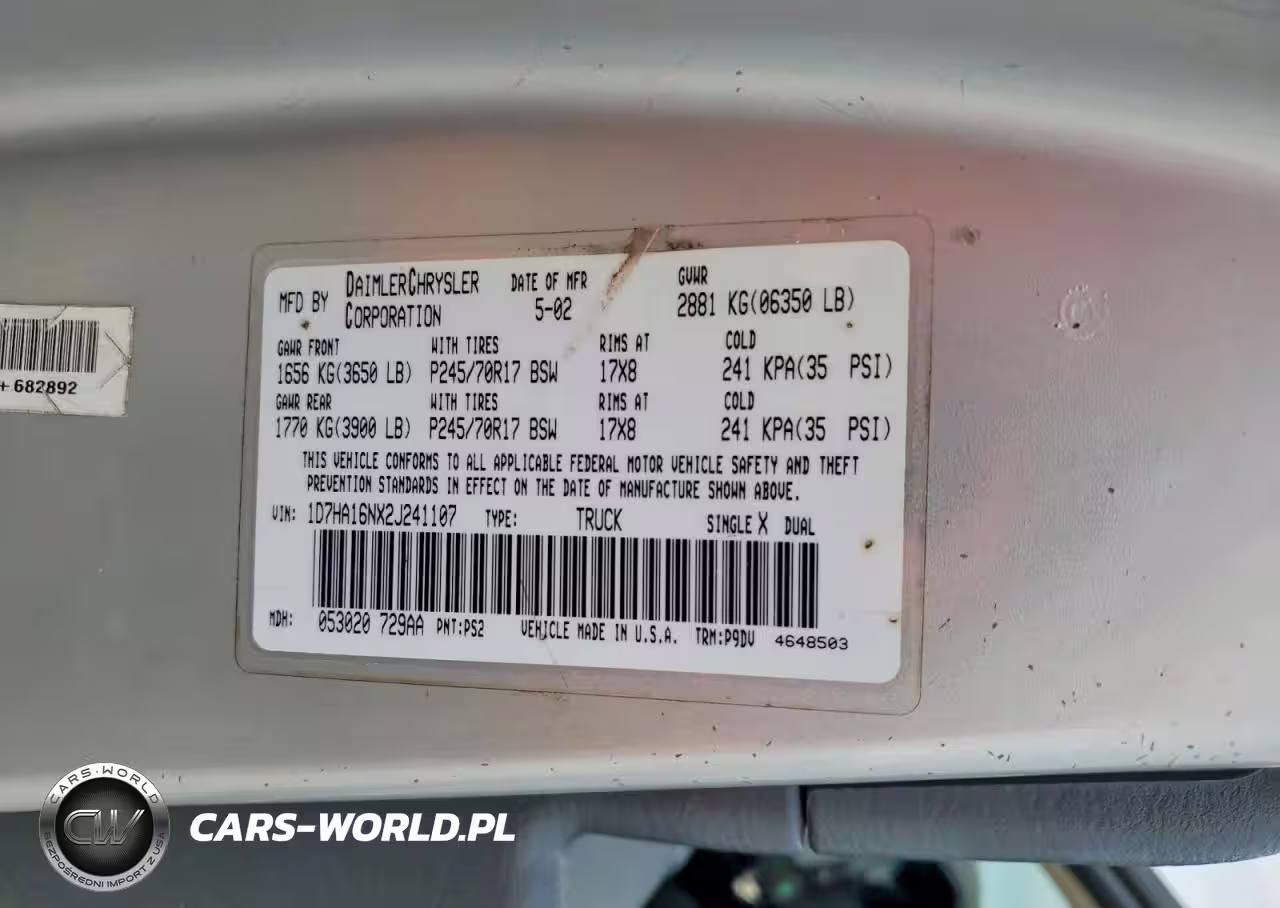 MFD BY DAIMLERCHRYSLER CORPORATION DATE OF MFR 5-02 GVWR 2881 KG(06350 LB)
GAWR FRONT WITH TIRES RIMS AT COLD
1656 KG(3650 LB) P245/70R17 BSW 17X8 241 KPA(35 PSI)
GAWR REAR WITH TIRES RIMS AT COLD
1770 KG(3900 LB) P245/70R17 BSW 17X8 241 KPA(35 PSI)
THIS VEHICLE CONFORMS TO ALL APPLICABLE FEDERAL MOTOR VEHICLE SAFETY AND THEFT
PREVENTION STANDARDS IN EFFECT ON THE DATE OF MANUFACTURE SHOWN ABOVE.
VIN: 1D7HA16NX2J241107 TYPE: TRUCK SINGLE X DUAL
MDH: 053020 729AA PNT:PS2 VEHICLE MADE IN U.S.A. TRM:P9DV 4648503
+ 682892
CARS-WORLD
CW
BEZPOŚREDNI IMPORT Z USA
CARS-WORLD.PL